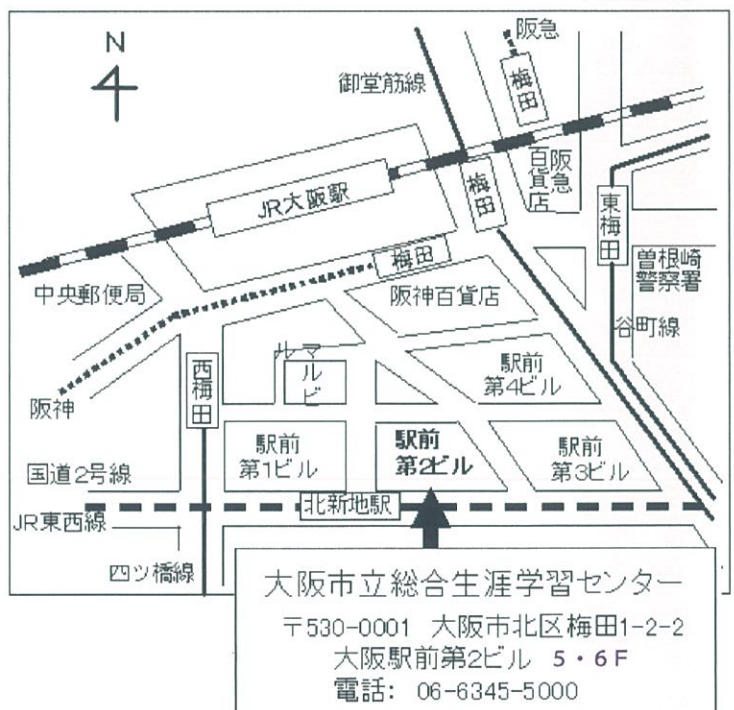 N
阪急
梅田
御堂筋線
JR大阪駅
梅田
阪急
百貨店
東梅田
梅田
曽根崎
警察署
中央郵便局
阪神百貨店
谷町線
マルビル
駅前
第4ビル
西梅田
阪神
駅前
第1ビル
駅前
第2ビル
駅前
第3ビル
国道2号線
北新地駅
JR東西線
四ツ橋線
大阪市立総合生涯学習センター
〒530-0001 大阪市北区梅田1-2-2
大阪駅前第2ビル 5・6F
電話: 06-6345-5000